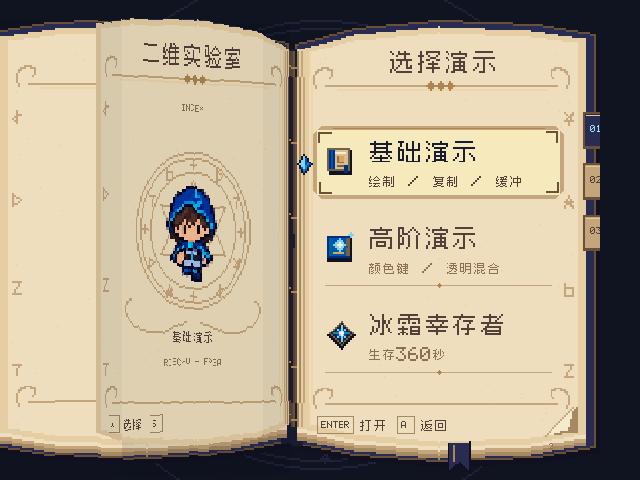 二维实验室
INDEX
基础演示
RISC-V - FPGA
选择 S
选择演示
基础演示
绘制 / 复制 / 缓冲
高阶演示
颜色键 / 透明混合
冰霜幸存者
生存360秒
ENTER 打开 A 返回
01
02
03